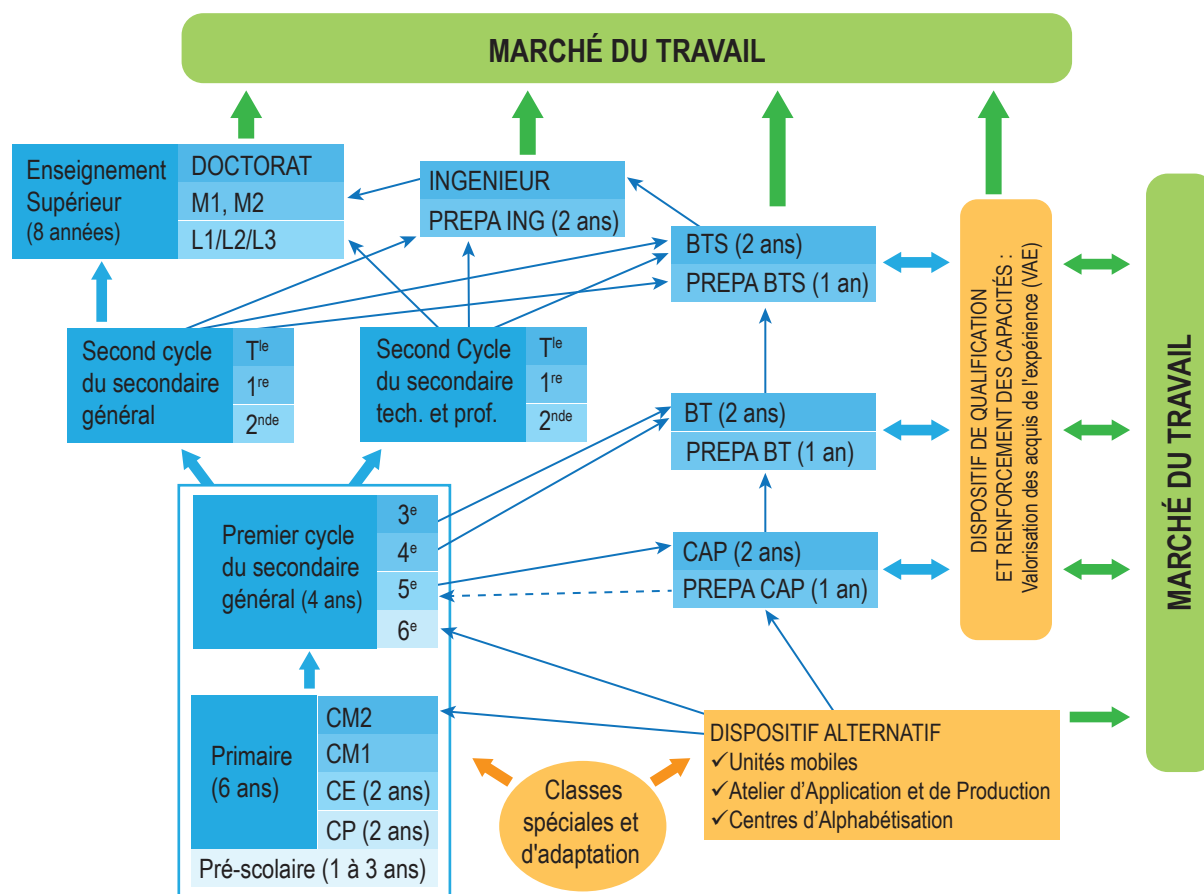 MARCHÉ DU TRAVAIL
Enseignement
Supérieur
(8 années)
DOCTORAT
M1, M2
L1/L2/L3
INGENIEUR
PREPA ING (2 ans)
BTS (2 ans)
PREPA BTS (1 an)
Second cycle
du secondaire
général
Tle
1re
2nde
Second Cycle
du secondaire
tech. et prof.
Tle
1re
2nde
BT (2 ans)
PREPA BT (1 an)
Premier cycle
du secondaire
général (4 ans)
3e
4e
5e
6e
CAP (2 ans)
PREPA CAP (1 an)
Primaire
(6 ans)
CM2
CM1
CE (2 ans)
CP (2 ans)
Pré-scolaire (1 à 3 ans)
Classes
spéciales et
d'adaptation
DISPOSITIF ALTERNATIF
✓Unités mobiles
✓Atelier d’Application et de Production
✓Centres d’Alphabétisation
DISPOSITIF DE QUALIFICATION
ET RENFORCEMENT DES CAPACITÉS :
Valorisation des acquis de l'expérience (VAE)
MARCHÉ DU TRAVAIL